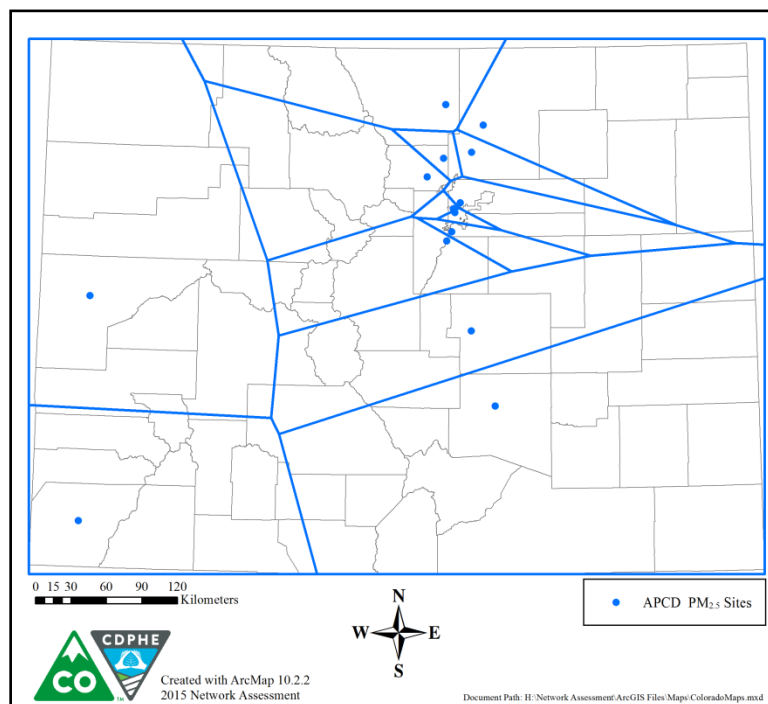 0 15 30 60 90 120
Kilometers
N
W E
S
APCD PM2.5 Sites
CDPHE
CO
TM
Created with ArcMap 10.2.2
2015 Network Assessment
Document Path: H:\Network Assessment\ArcGIS Files\Maps\ColoradoMaps.mxd